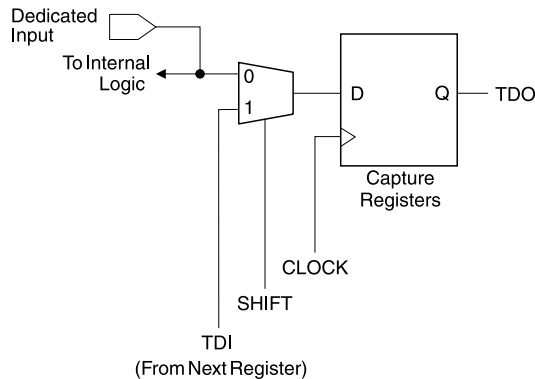 Dedicated
Input
To Internal
Logic
0
1
D
Q
TDO
Capture
Registers
CLOCK
SHIFT
TDI
(From Next Register)